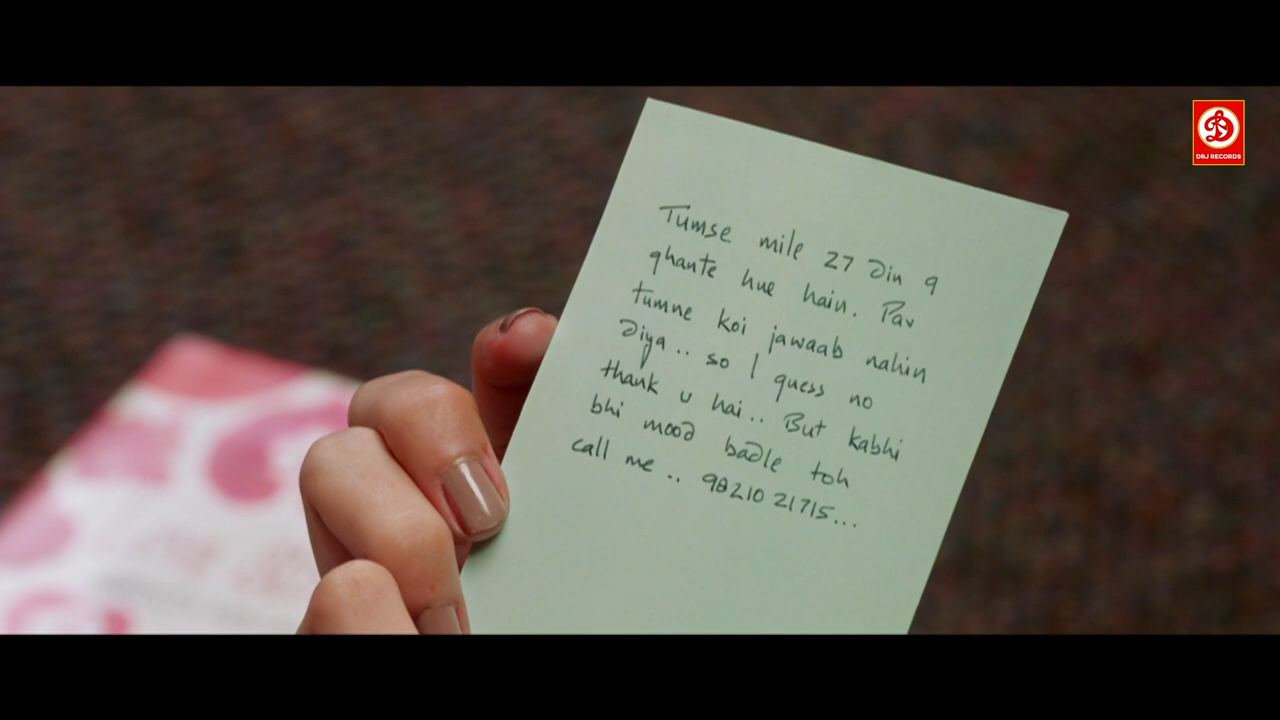 DRJ RECORDS
Tumse mile 27 din 9
ghante hue hain. Par
tumne koi jawaab nahin
diya.. so I guess no
thank u hai.. But kabhi
bhi mood badle toh
call me .. 98210 21715...